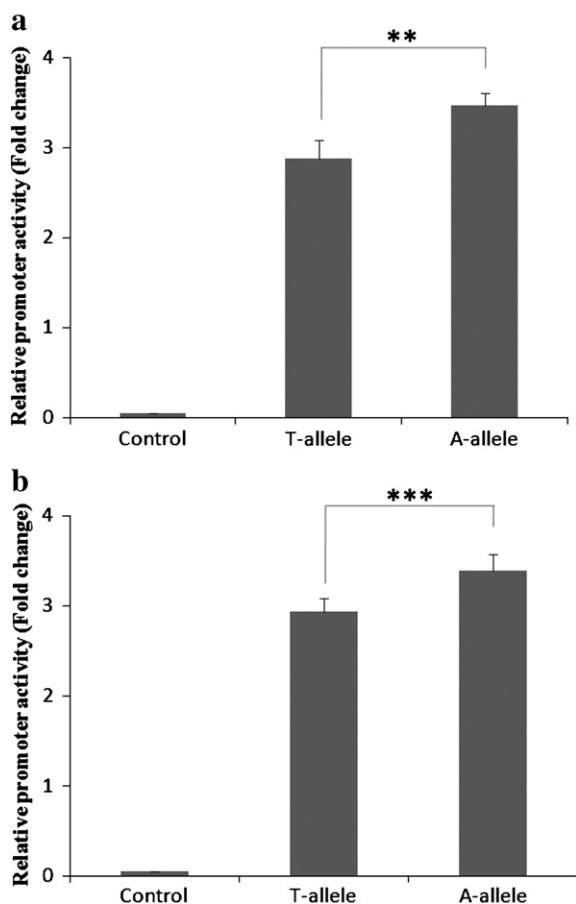 a
Relative promoter activity (Fold change)
4
3
2
1
0
**
Control
T-allele
A-allele
b
Relative promoter activity (Fold change)
4
3
2
1
0
***
Control
T-allele
A-allele